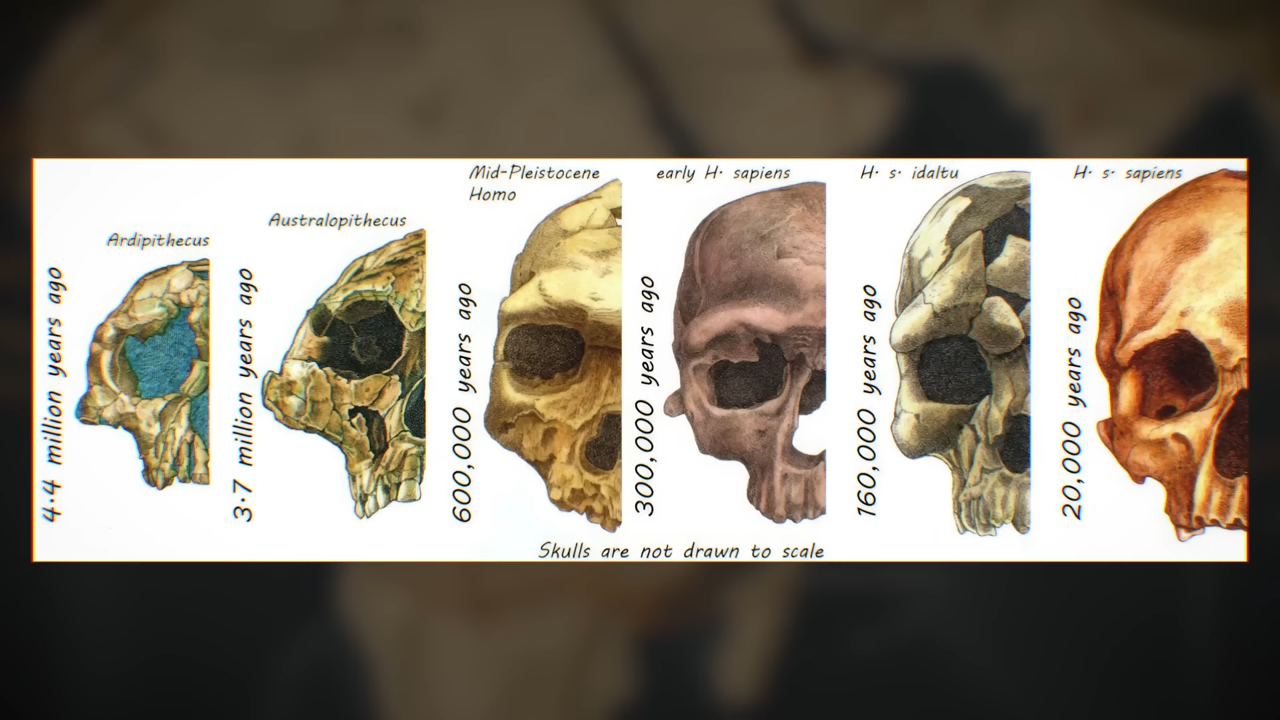 Ardipithecus
4.4 million years ago
Australopithecus
3.7 million years ago
Mid-Pleistocene
Homo
600,000 years ago
early H. sapiens
300,000 years ago
H. s. idaltu
160,000 years ago
H. s. sapiens
20,000 years ago
Skulls are not drawn to scale